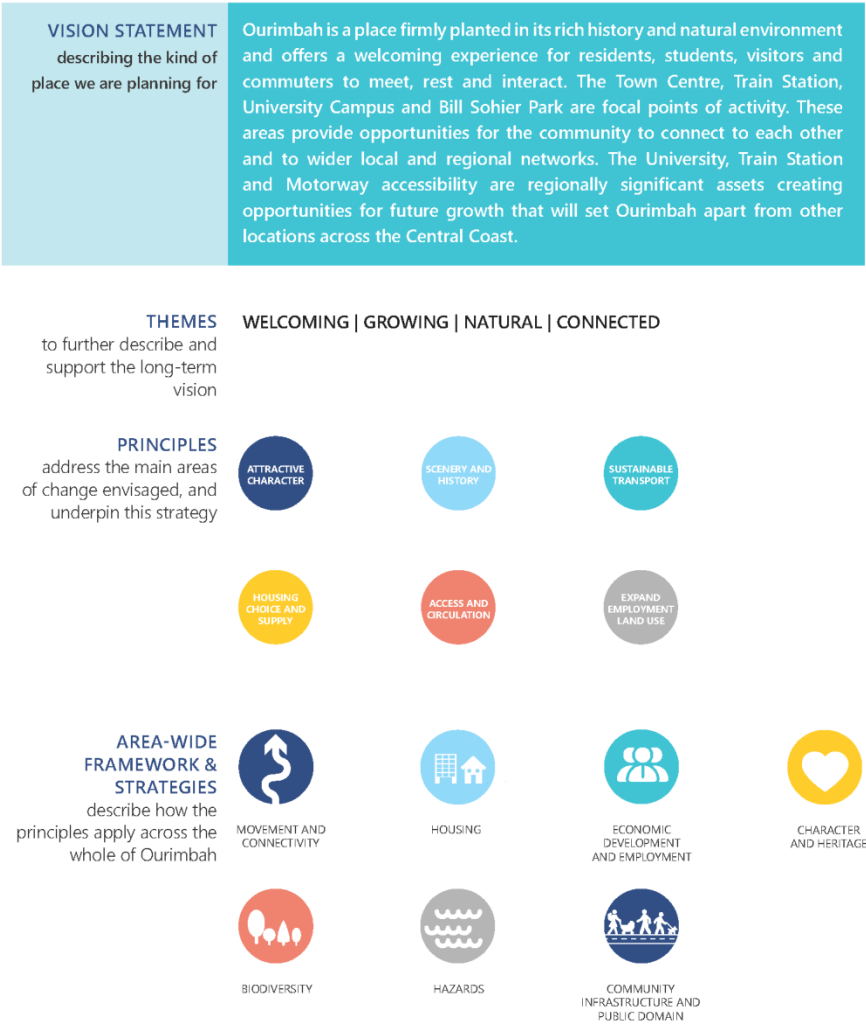 VISION STATEMENT
describing the kind of
place we are planning for
Ourimbah is a place firmly planted in its rich history and natural environment
and offers a welcoming experience for residents, students, visitors and
commuters to meet, rest and interact. The Town Centre, Train Station,
University Campus and Bill Sohier Park are focal points of activity. These
areas provide opportunities for the community to connect to each other
and to wider local and regional networks. The University, Train Station
and Motorway accessibility are regionally significant assets creating
opportunities for future growth that will set Ourimbah apart from other
locations across the Central Coast.
THEMES
to further describe and
support the long-term
vision
WELCOMING | GROWING | NATURAL | CONNECTED
PRINCIPLES
address the main areas
of change envisaged, and
underpin this strategy
ATTRACTIVE
CHARACTER
SCENERY AND
HISTORY
SUSTAINABLE
TRANSPORT
HOUSING
CHOICE AND
SUPPLY
ACCESS AND
CIRCULATION
EXPAND
EMPLOYMENT
LAND USE
AREA-WIDE
FRAMEWORK &
STRATEGIES
describe how the
principles apply across the
whole of Ourimbah
MOVEMENT AND
CONNECTIVITY
HOUSING
ECONOMIC
DEVELOPMENT
AND EMPLOYMENT
CHARACTER
AND HERITAGE
BIODIVERSITY
HAZARDS
COMMUNITY
INFRASTRUCTURE AND
PUBLIC DOMAIN